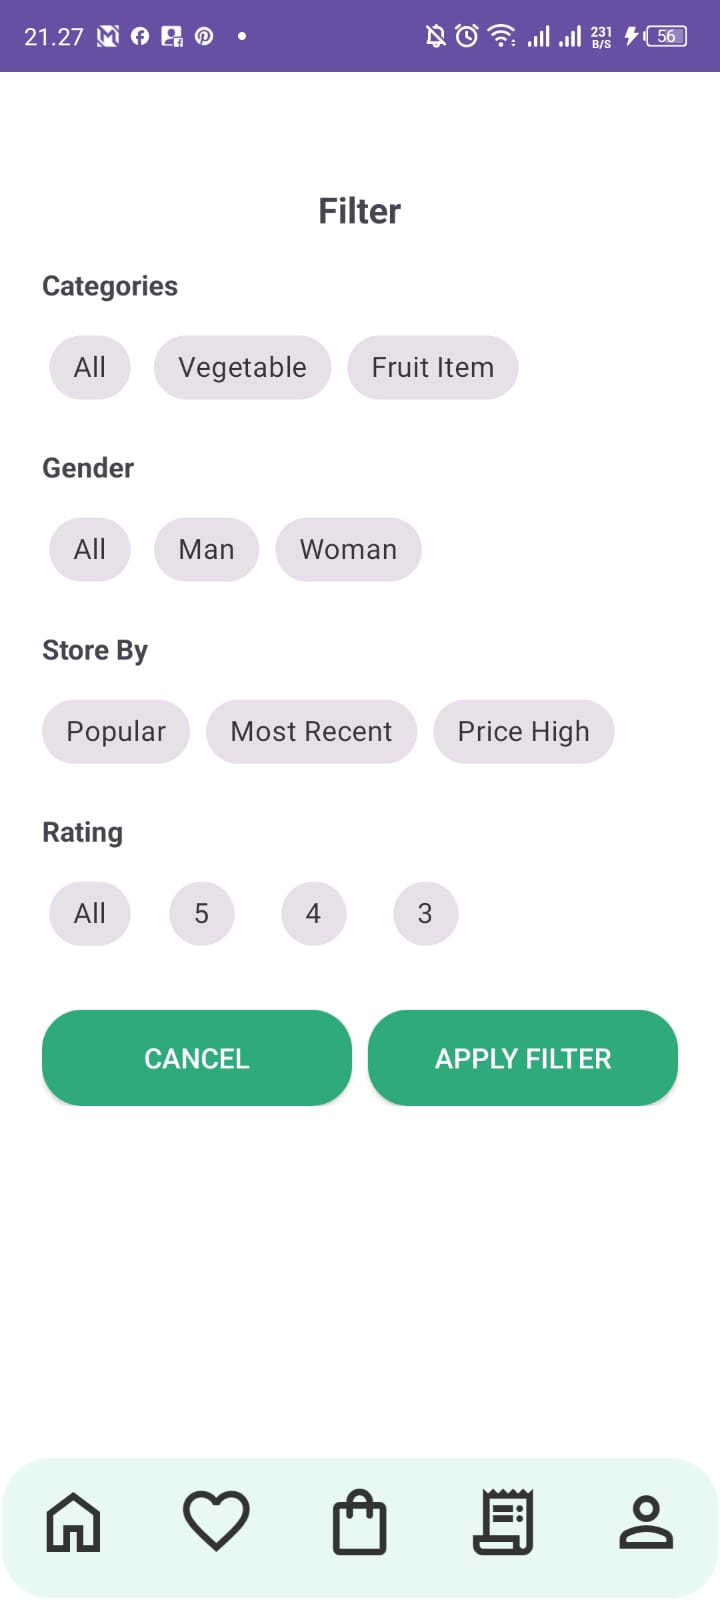 21.27 231 B/S 56
Filter
Categories
All Vegetable Fruit Item
Gender
All Man Woman
Store By
Popular Most Recent Price High
Rating
All 5 4 3
CANCEL APPLY FILTER